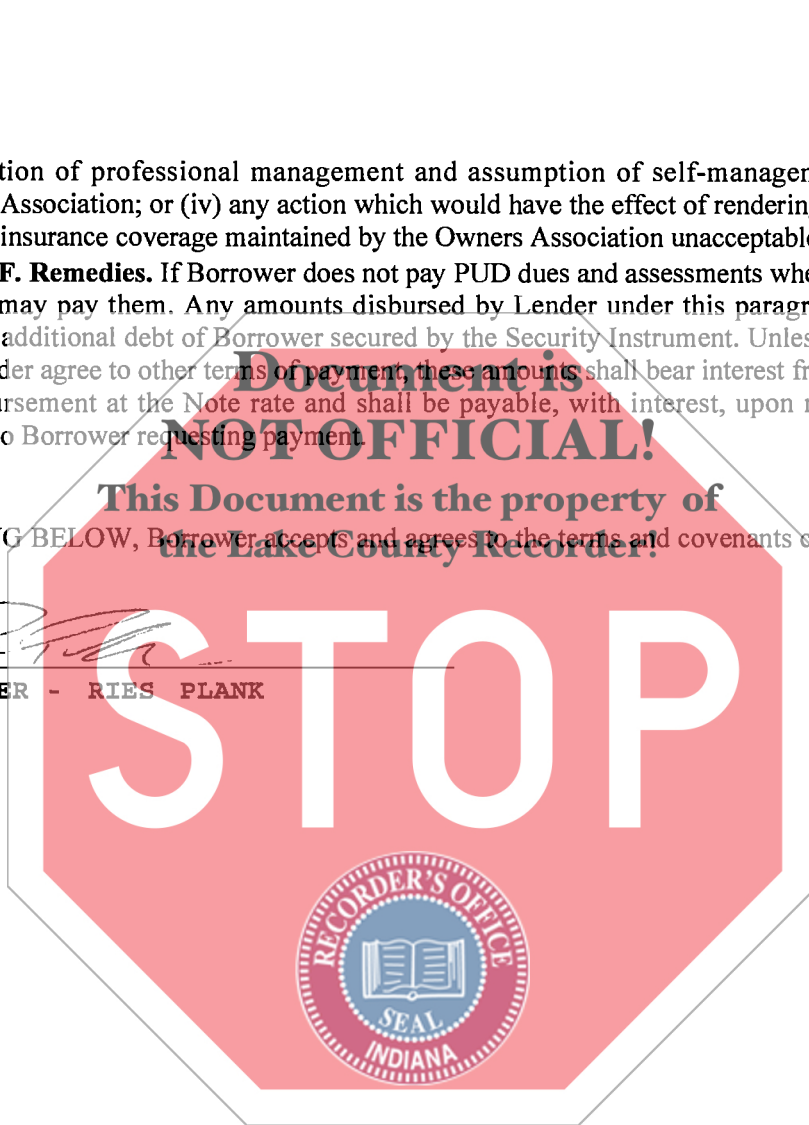 tion of professional management and assumption of self-manager
Association; or (iv) any action which would have the effect of rendering
insurance coverage maintained by the Owners Association unacceptable
F. Remedies. If Borrower does not pay PUD dues and assessments whe
may pay them. Any amounts disbursed by Lender under this paragr
additional debt of Borrower secured by the Security Instrument. Unles
der agree to other terms of payment, these amounts shall bear interest fr
Document is
ursement at the Note rate and shall be payable, with interest, upon n
NOT OFFICIAL!
o Borrower requesting payment.
This Document is the property of
the Lake County Recorder!
G BELOW, Borrower accepts and agrees to the terms and covenants c
ER - RIES PLANK
STOP
RECORDER'S OFFICE
SEAL
INDIANA